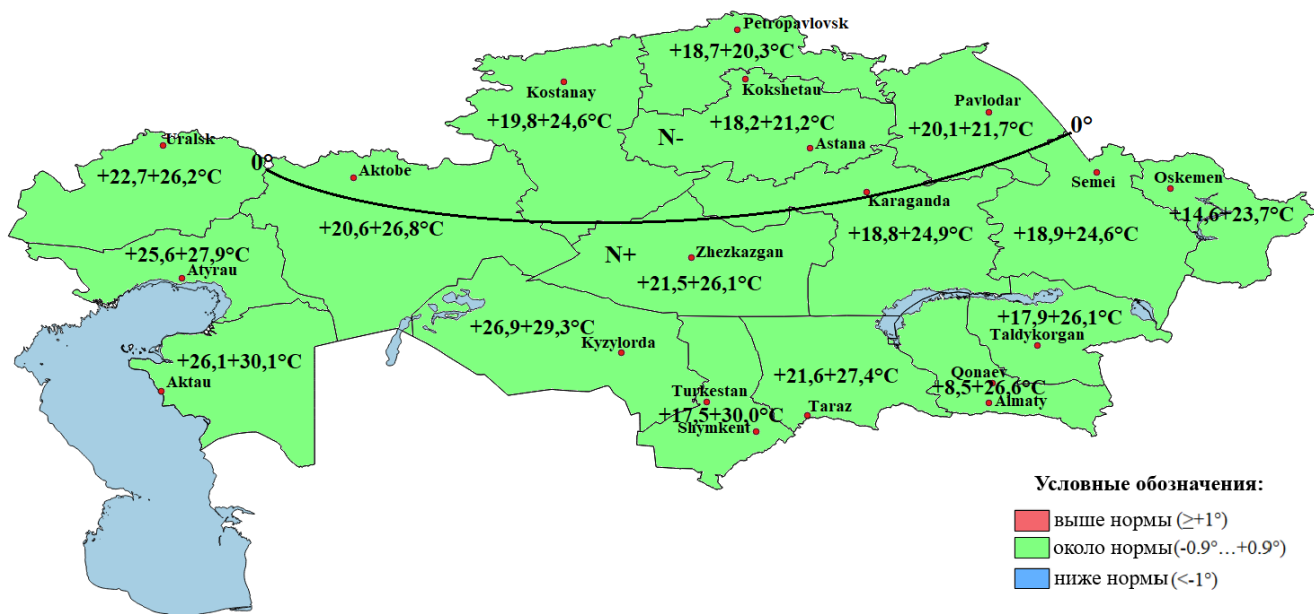 Petropavlovsk
+18,7+20,3°C
Kostanay
Kokshetau
Pavlodar
+19,8+24,6°C
N-
+18,2+21,2°C
+20,1+21,7°C
0°
Uralsk
Astana
0°
Aktobe
+22,7+26,2°C
Semei
Oskemen
Karaganda
+14,6+23,7°C
+20,6+26,8°C
+18,8+24,9°C
+18,9+24,6°C
+25,6+27,9°C
N+
Zhezkazgan
Atyrau
+21,5+26,1°C
+26,9+29,3°C
+17,9+26,1°C
Kyzylorda
Taldykorgan
+26,1+30,1°C
Aktau
+21,6+27,4°C
Qonaev
+8,5+26,6°C
Turkestan
Almaty
+17,5+30,0°C
Taraz
Shymkent
Условные обозначения:
выше нормы (≥+1°)
около нормы (-0.9°…+0.9°)
ниже нормы (<-1°)